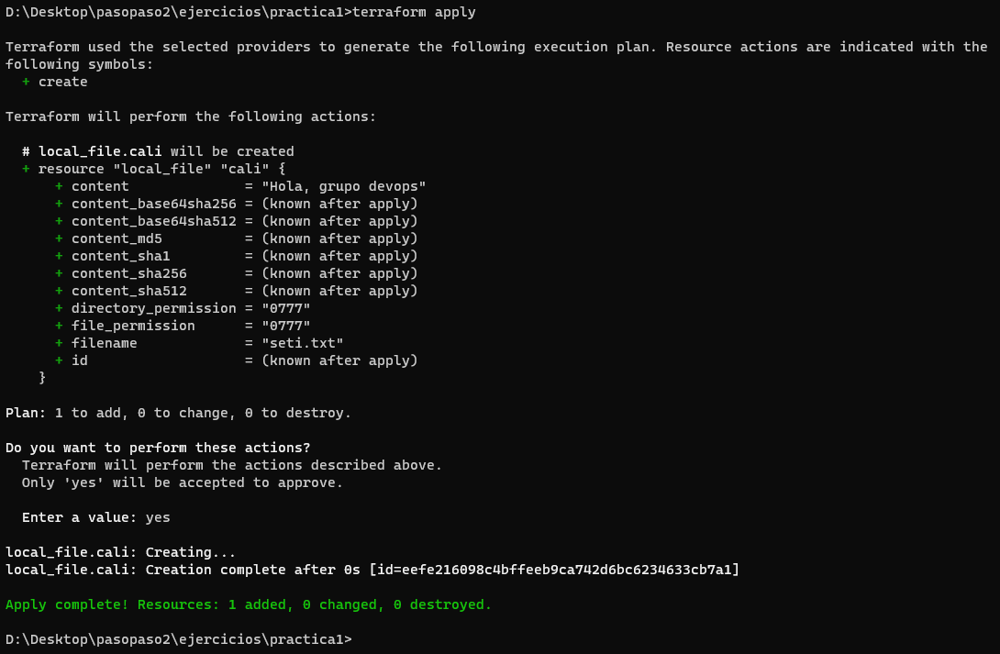 D:\Desktop\pasopaso2\ejercicios\practica1>terraform apply
Terraform used the selected providers to generate the following execution plan. Resource actions are indicated with the
following symbols:
  + create
Terraform will perform the following actions:
  # local_file.cali will be created
  + resource "local_file" "cali" {
      + content              = "Hola, grupo devops"
      + content_base64sha256 = (known after apply)
      + content_base64sha512 = (known after apply)
      + content_md5          = (known after apply)
      + content_sha1         = (known after apply)
      + content_sha256       = (known after apply)
      + content_sha512       = (known after apply)
      + directory_permission = "0777"
      + file_permission      = "0777"
      + filename             = "seti.txt"
      + id                   = (known after apply)
    }
Plan: 1 to add, 0 to change, 0 to destroy.
Do you want to perform these actions?
  Terraform will perform the actions described above.
  Only 'yes' will be accepted to approve.
  Enter a value: yes
local_file.cali: Creating...
local_file.cali: Creation complete after 0s [id=eefe216098c4bffeeb9ca742d6bc6234633cb7a1]
Apply complete! Resources: 1 added, 0 changed, 0 destroyed.
D:\Desktop\pasopaso2\ejercicios\practica1>